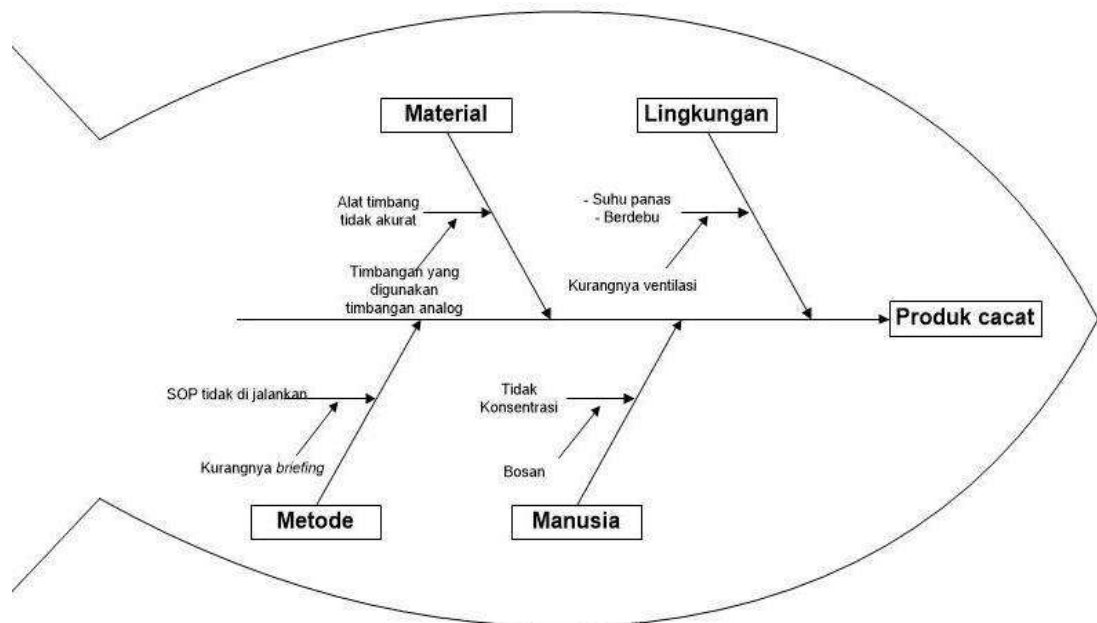 Material
Lingkungan
Alat timbang
tidak akurat
- Suhu panas
- Berdebu
Timbangan yang
digunakan
timbangan analog
Kurangnya ventilasi
Produk cacat
SOP tidak di jalankan
Tidak
Konsentrasi
Kurangnya briefing
Bosan
Metode
Manusia